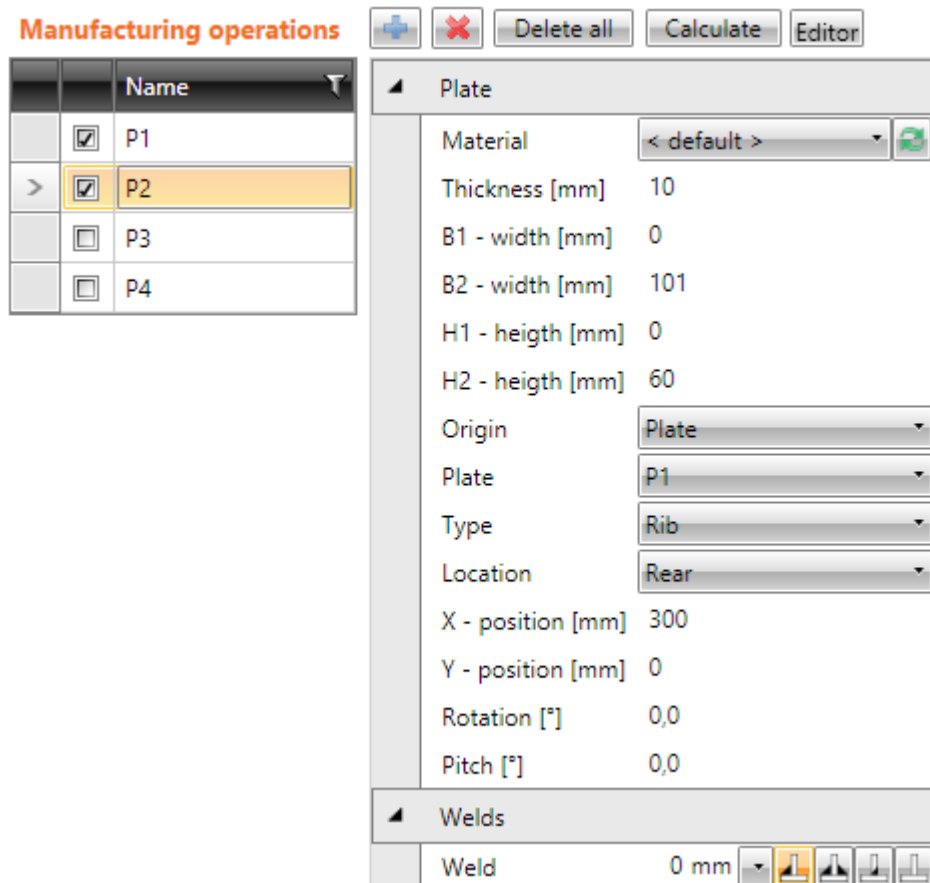 Manufacturing operations
Delete all Calculate Editor
Name
P1
P2
P3
P4
Plate
Material < default >
Thickness [mm] 10
B1 - width [mm] 0
B2 - width [mm] 101
H1 - heigth [mm] 0
H2 - heigth [mm] 60
Origin Plate
Plate P1
Type Rib
Location Rear
X - position [mm] 300
Y - position [mm] 0
Rotation [°] 0,0
Pitch [°] 0,0
Welds
Weld 0 mm